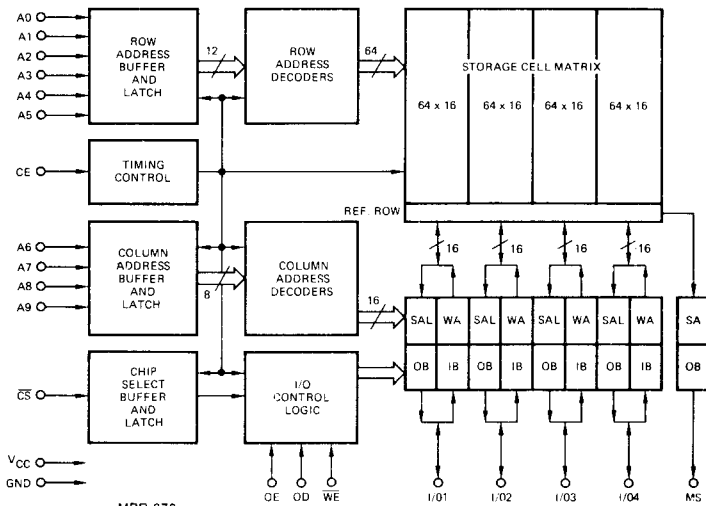 A0
A1
A2
A3
A4
A5
ROW
ADDRESS
BUFFER
AND
LATCH
12
ROW
ADDRESS
DECODERS
64
STORAGE CELL MATRIX
64 x 16
64 x 16
64 x 16
64 x 16
CE
TIMING
CONTROL
REF. ROW
16
16
16
16
A6
A7
A8
A9
COLUMN
ADDRESS
BUFFER
AND
LATCH
8
COLUMN
ADDRESS
DECODERS
16
SAL WA SAL WA SAL WA SAL WA SA
OB IB OB IB OB IB OB IB OB
CS
CHIP
SELECT
BUFFER
AND
LATCH
I/O
CONTROL
LOGIC
VCC
GND
OE OD WE
I/01 I/02 I/03 I/04 MS